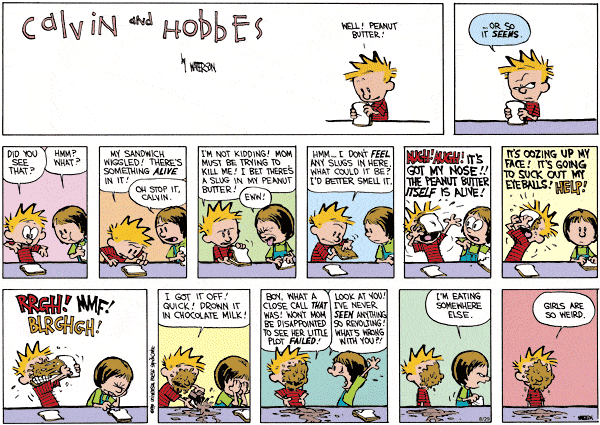 CALVIN and HOBBES
by WATTERSON
WELL! PEANUT
BUTTER!
...OR SO
IT SEEMS.
DID YOU
SEE
THAT?
HMM?
WHAT?
MY SANDWICH
WIGGLED! THERE'S
SOMETHING ALIVE
IN IT!
OH STOP IT,
CALVIN.
I'M NOT KIDDING! MOM
MUST BE TRYING TO
KILL ME! I BET THERE'S
A SLUG IN MY PEANUT
BUTTER!
EWW!
HMM... I DON'T FEEL
ANY SLUGS IN HERE.
WHAT COULD IT BE?
I'D BETTER SMELL IT.
AUGH! AUGH! IT'S
GOT MY NOSE!!
THE PEANUT BUTTER
ITSELF IS ALIVE!
IT'S OOZING UP MY
FACE! IT'S GOING
TO SUCK OUT MY
EYEBALLS! HELP!
RRGH! MMF!
BLRGHGH!
I GOT IT OFF!
QUICK! DROWN IT
IN CHOCOLATE MILK!
BOY, WHAT A
CLOSE CALL THAT
WAS! WON'T MOM
BE DISAPPOINTED
TO SEE HER LITTLE
PLOT FAILED!
LOOK AT YOU!
I'VE NEVER
SEEN ANYTHING
SO REVOLTING!
WHAT'S WRONG
WITH YOU?!
I'M EATING
SOMEWHERE
ELSE.
8/29
GIRLS ARE
SO WEIRD.
WATTERSON